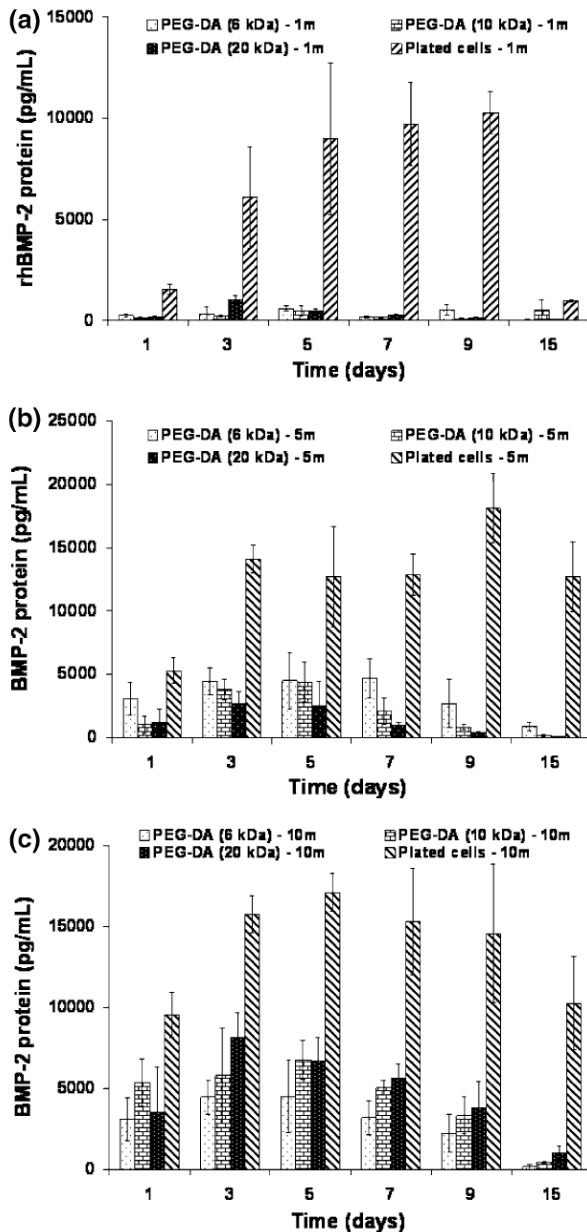 (a)
PEG-DA (6 kDa) - 1m PEG-DA (10 kDa) - 1m
PEG-DA (20 kDa) - 1m Plated cells - 1m
rhBMP-2 protein (pg/mL)
15000
10000
5000
0
1 3 5 7 9 15
Time (days)
(b)
PEG-DA (6 kDa) - 5m PEG-DA (10 kDa) - 5m
PEG-DA (20 kDa) - 5m Plated cells - 5m
BMP-2 protein (pg/mL)
25000
20000
15000
10000
5000
0
1 3 5 7 9 15
Time (days)
(c)
PEG-DA (6 kDa) - 10m PEG-DA (10 kDa) - 10m
PEG-DA (20 kDa) - 10m Plated cells - 10m
BMP-2 protein (pg/mL)
20000
15000
10000
5000
0
1 3 5 7 9 15
Time (days)